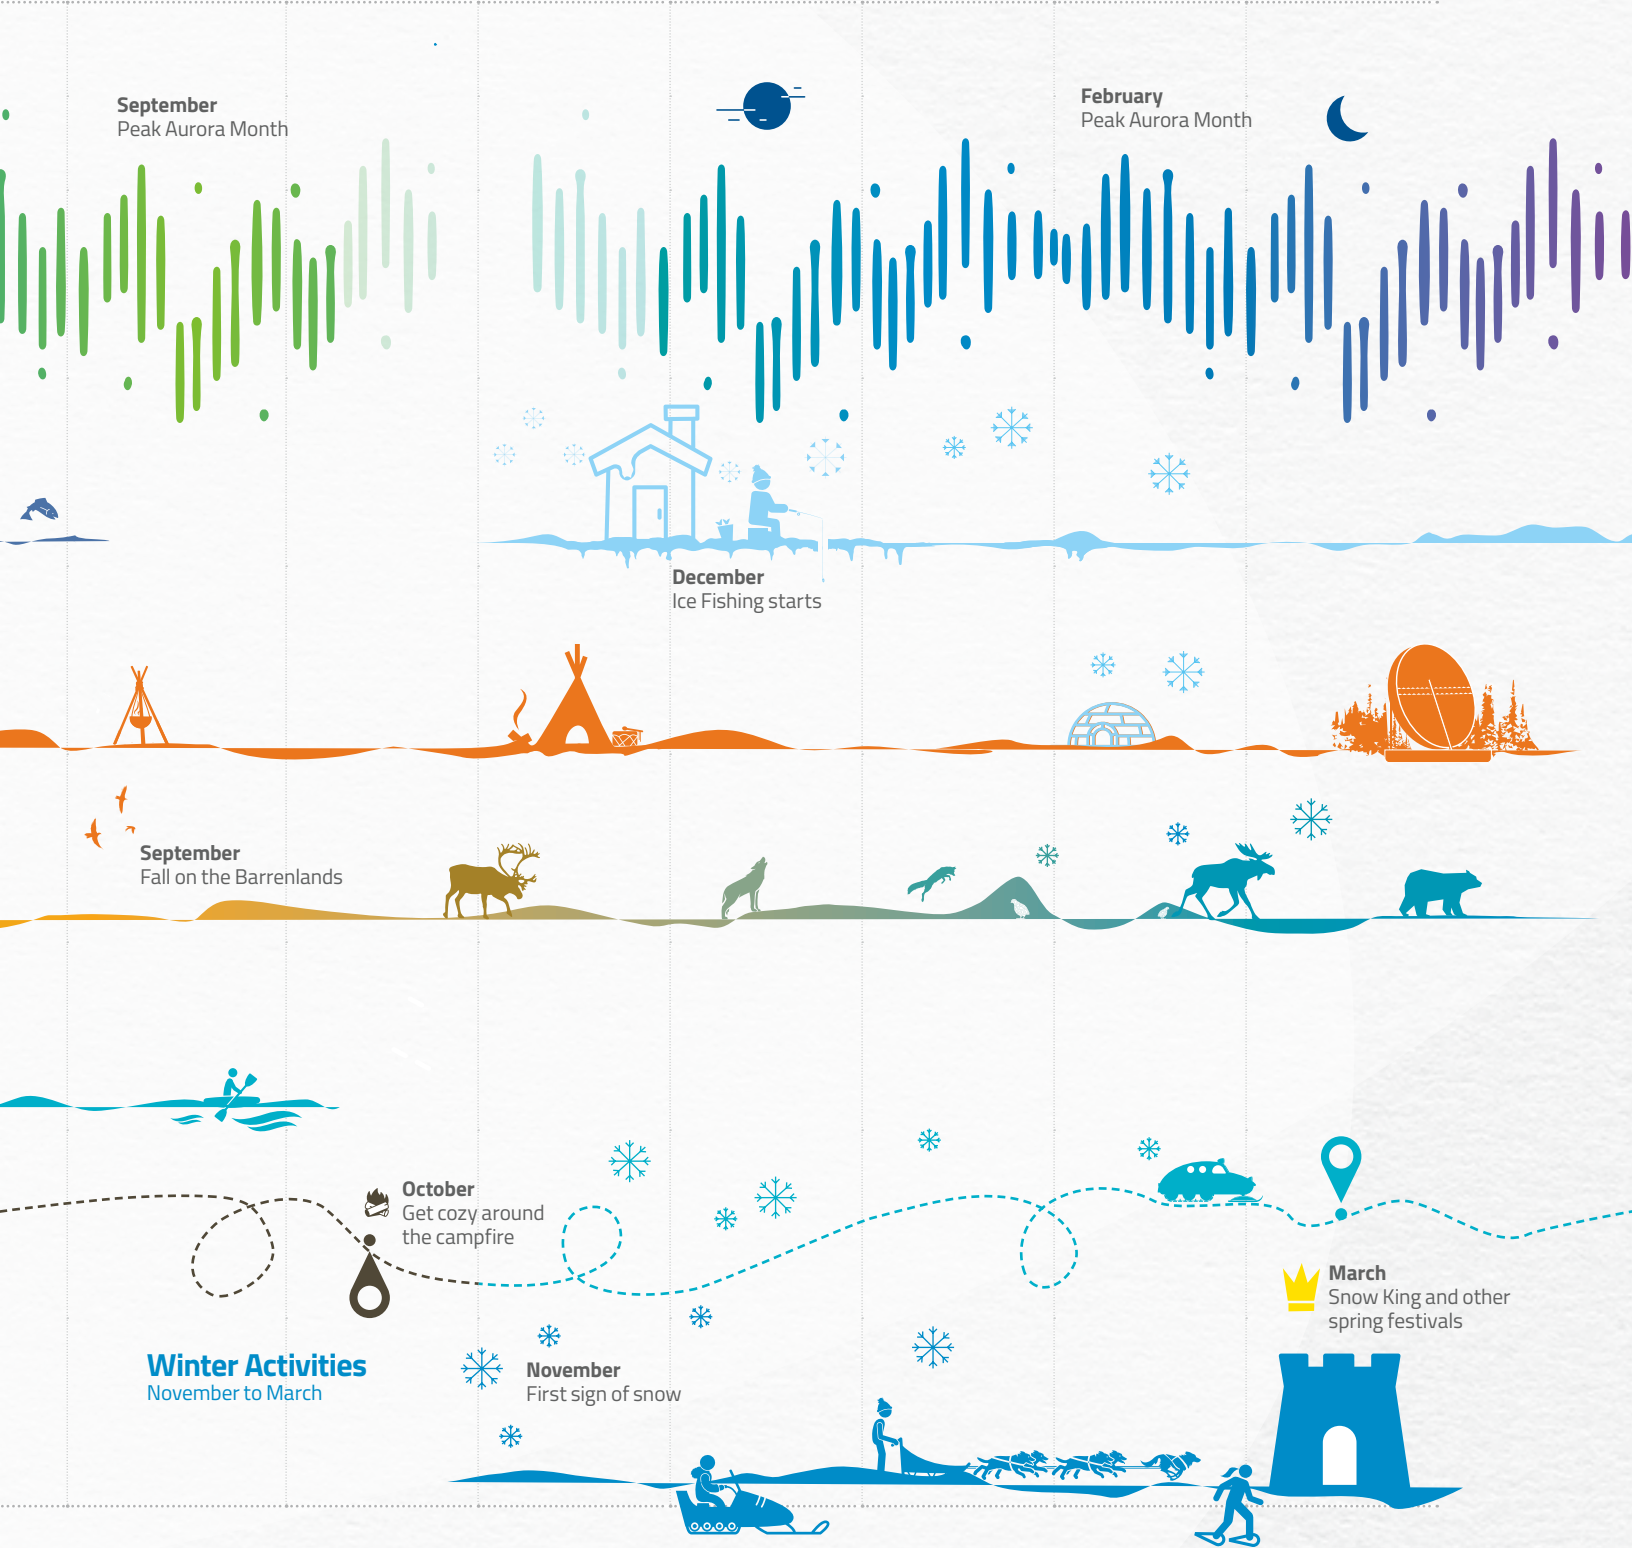 September
Peak Aurora Month
February
Peak Aurora Month
December
Ice Fishing starts
September
Fall on the Barrenlands
October
Get cozy around
the campfire
March
Snow King and other
spring festivals
Winter Activities
November to March
November
First sign of snow